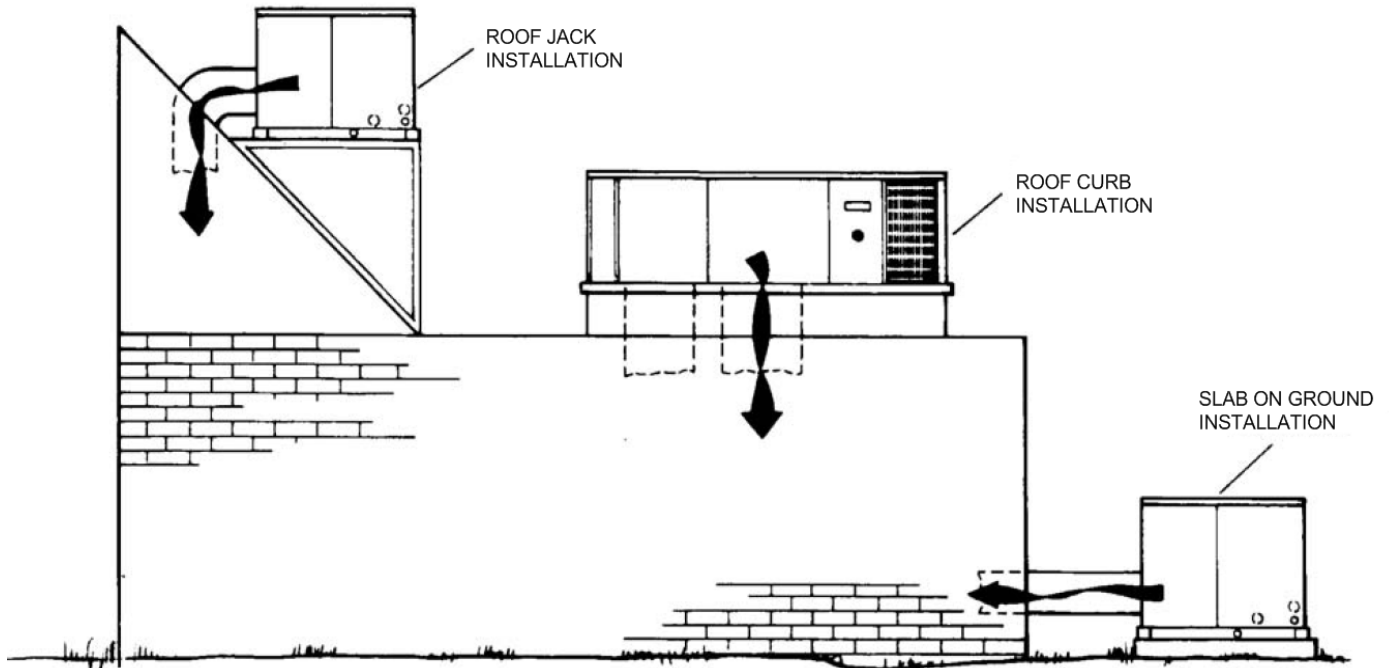 ROOF JACK
INSTALLATION
ROOF CURB
INSTALLATION
SLAB ON GROUND
INSTALLATION